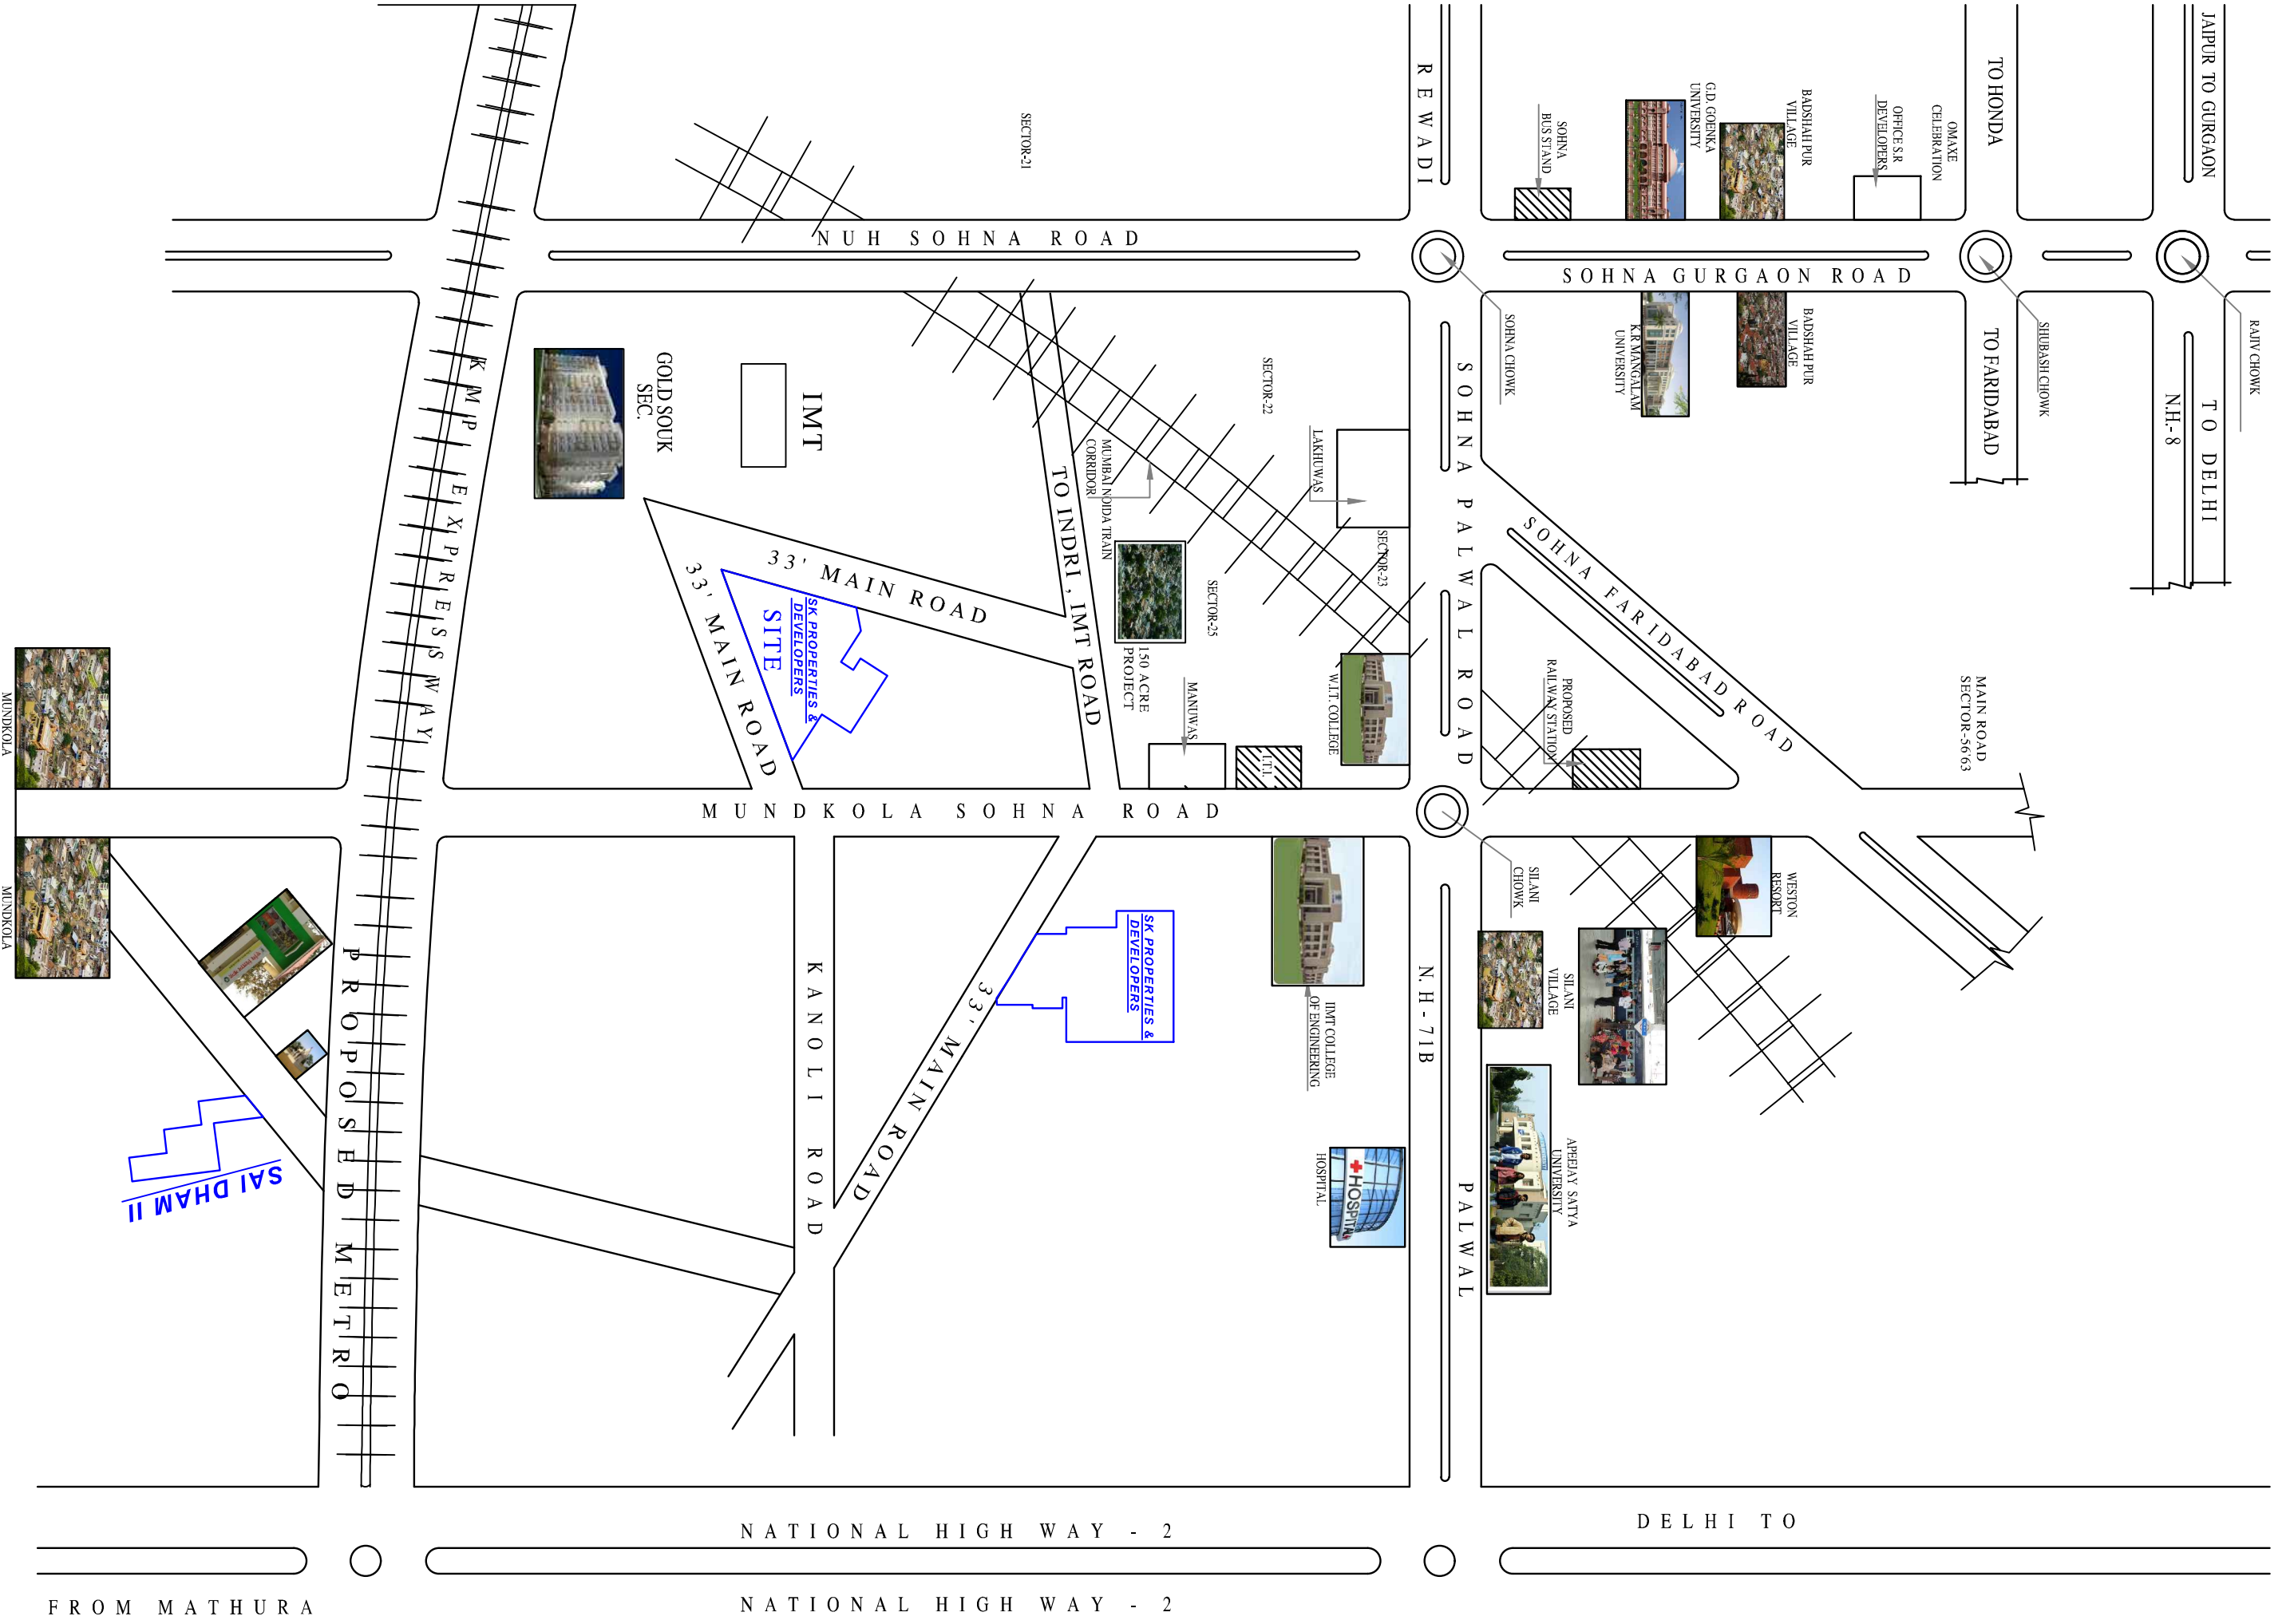 JAIPUR TO GURGAON
TO HONDA
OMAXE
CELEBRATION
OFFICE S.R
DEVELOPERS
BADSHAH PUR
VILLAGE
G.D. GOENKA
UNIVERSITY
SOHNA
BUS STAND
REWADI
SECTOR-21
NUH SOHNA ROAD
SOHNA GURGAON ROAD
RAJIV CHOWK
SHUBASH CHOWK
SOHNA CHOWK
TO DELHI
N.H.-8
TO FARIDABAD
BADSHAH PUR
VILLAGE
K.R MANGALAM
UNIVERSITY
SOHNA PALWAL ROAD
SOHNA FARIDABAD ROAD
SECTOR-22
LAKHUWAS
SECTOR-23
MUMBAI NOIDA TRAIN
CORRIDOR
TO INDRI , IMT ROAD
SECTOR-25
150 ACRE
PROJECT
MANUWAS
I.T.I.
W.I.T. COLLEGE
PROPOSED
RAILWAY STATION
MAIN ROAD
SECTOR-56'63
IMT
GOLD SOUK
SEC.
KMP EXPRESSWAY
33' MAIN ROAD
33' MAIN ROAD
SK PROPERTIES &
DEVELOPERS
SITE
MUNDKOLA
MUNDKOLA SOHNA ROAD
MUNDKOLA
SILANI
CHOWK
WESTON
RESORT
SILANI
VILLAGE
IIMT COLLEGE
OF ENGINEERING
SK PROPERTIES &
DEVELOPERS
33' MAIN ROAD
KANOLI ROAD
N.H-71B
PALWAL
APEEJAY SATYA
UNIVERSITY
HOSPITAL
HOSPITAL
PROPOSED METRO
SAI DHAM II
NATIONAL HIGH WAY - 2
DELHI TO
FROM MATHURA
NATIONAL HIGH WAY - 2